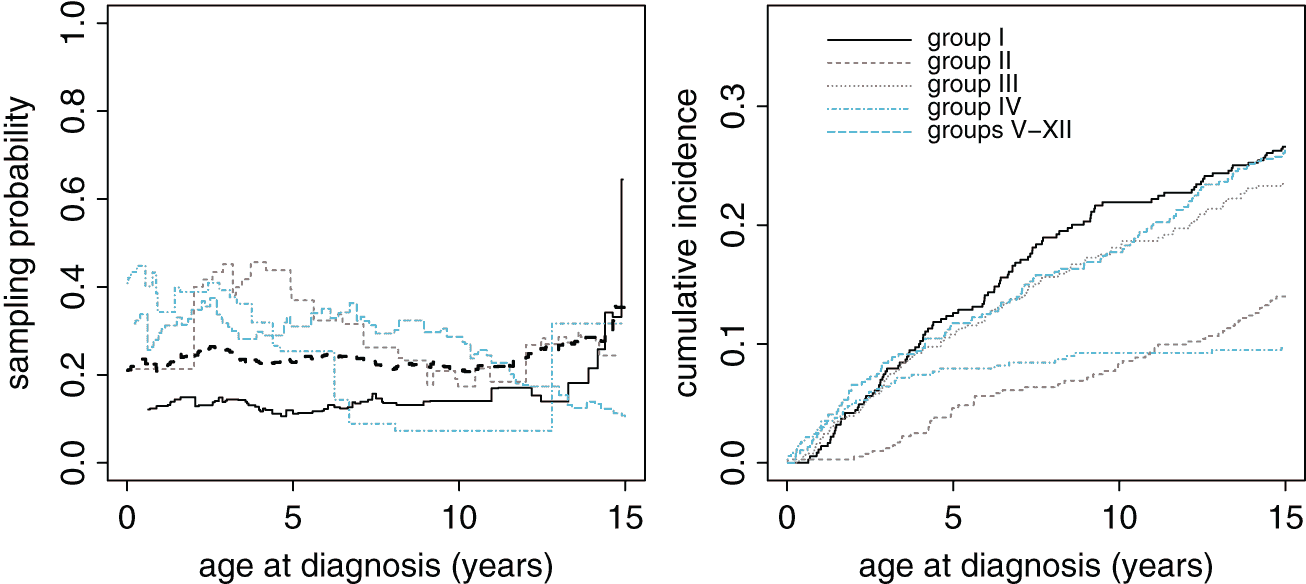 sampling probability
1.0
0.8
0.6
0.4
0.2
0.0
0 5 10 15
age at diagnosis (years)
cumulative incidence
0.3
0.2
0.1
0.0
group I
group II
group III
group IV
groups V−XII
0 5 10 15
age at diagnosis (years)